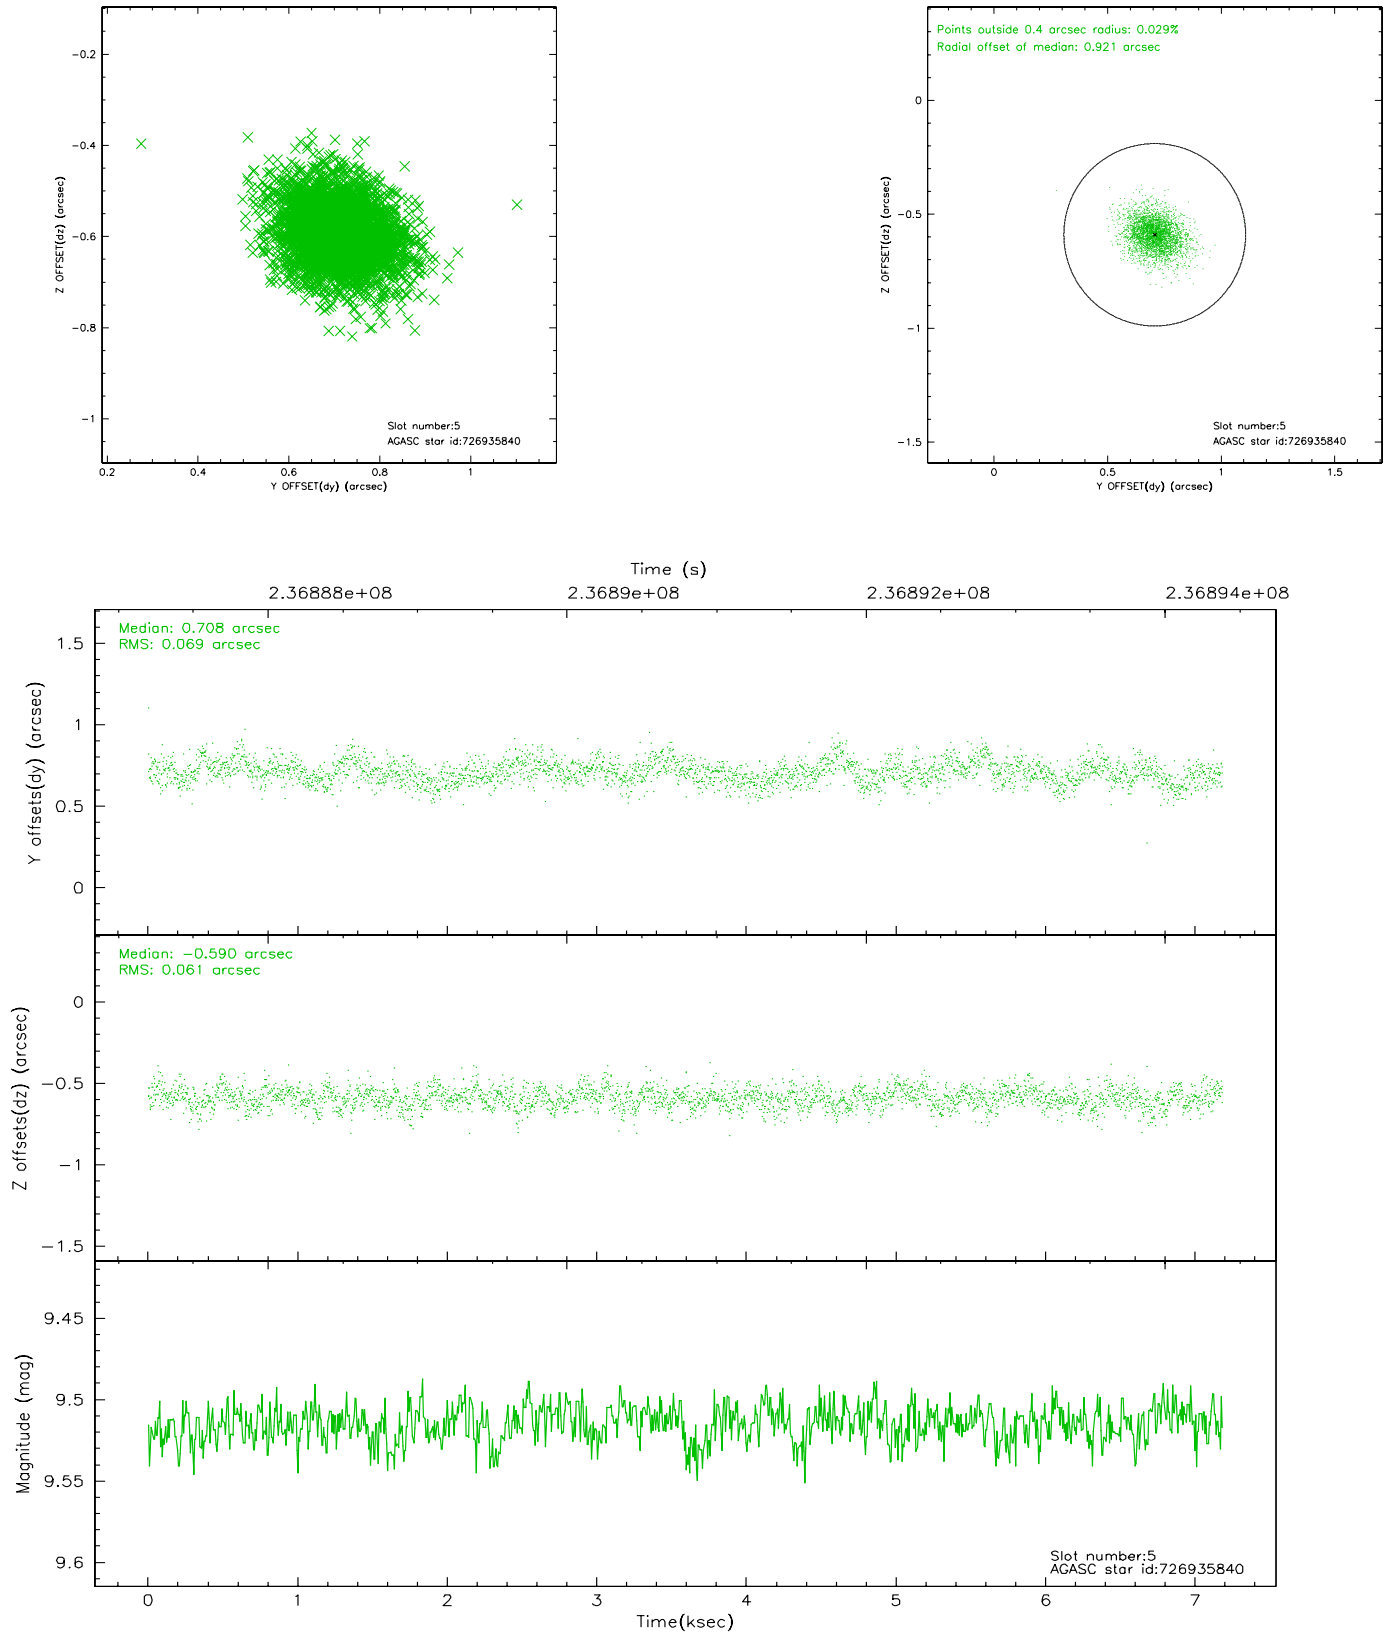 -0.2
-0.4
-0.6
-0.8
-1
Z OFFSET(dz) (arcsec)
Slot number:5
AGASC star id:726935840
0.2 0.4 0.6 0.8 1
Y OFFSET(dy) (arcsec)
Points outside 0.4 arcsec radius: 0.029%
Radial offset of median: 0.921 arcsec
0
-0.5
-1
-1.5
Z OFFSET(dz) (arcsec)
Slot number:5
AGASC star id:726935840
0 0.5 1 1.5
Y OFFSET(dy) (arcsec)
Time (s)
2.36888e+08 2.3689e+08 2.36892e+08 2.36894e+08
Median: 0.708 arcsec
RMS: 0.069 arcsec
1.5
1
0.5
0
Y offsets(dy) (arcsec)
Median: -0.590 arcsec
RMS: 0.061 arcsec
0
-0.5
-1
-1.5
Z offsets(dz) (arcsec)
9.45
9.5
9.55
9.6
Magnitude (mag)
Slot number:5
AGASC star id:726935840
0 1 2 3 4 5 6 7
Time(ksec)